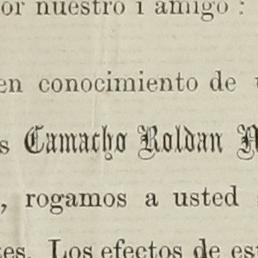 or nuestro i amigo :
en conocimiento de
s Camacho Roldan
, rogamos a usted
es. Los efectos de es